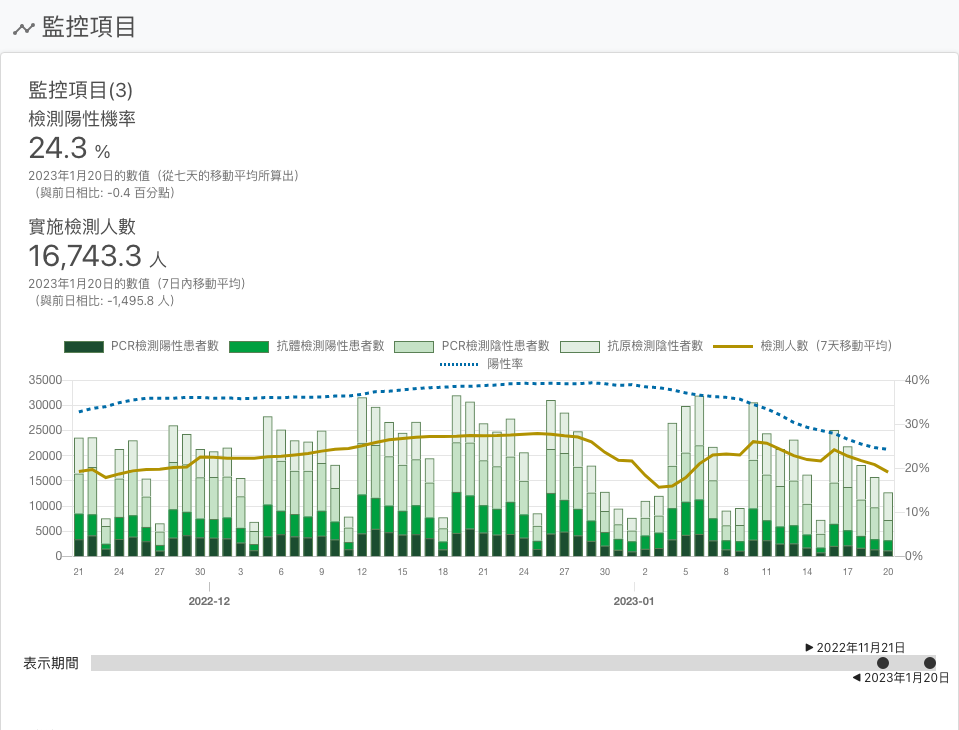 監控項目
監控項目(3)
檢測陽性機率
24.3 %
2023年1月20日的數值（從七天的移動平均所算出）
（與前日相比: -0.4 百分點）
實施檢測人數
16,743.3 人
2023年1月20日的數值（7日內移動平均）
（與前日相比: -1,495.8 人）
PCR檢測陽性患者數 抗體檢測陽性患者數 PCR檢測陰性患者數 抗原檢測陰性者數 檢測人數（7天移動平均）
陽性率
35000 40%
30000
25000 30%
20000
15000 20%
10000 10%
5000
0 0%
21 24 27 30 3 6 9 12 15 18 21 24 27 30 2 5 8 11 14 17 20
2022-12 2023-01
▶ 2022年11月21日
表示期間
◀ 2023年1月20日